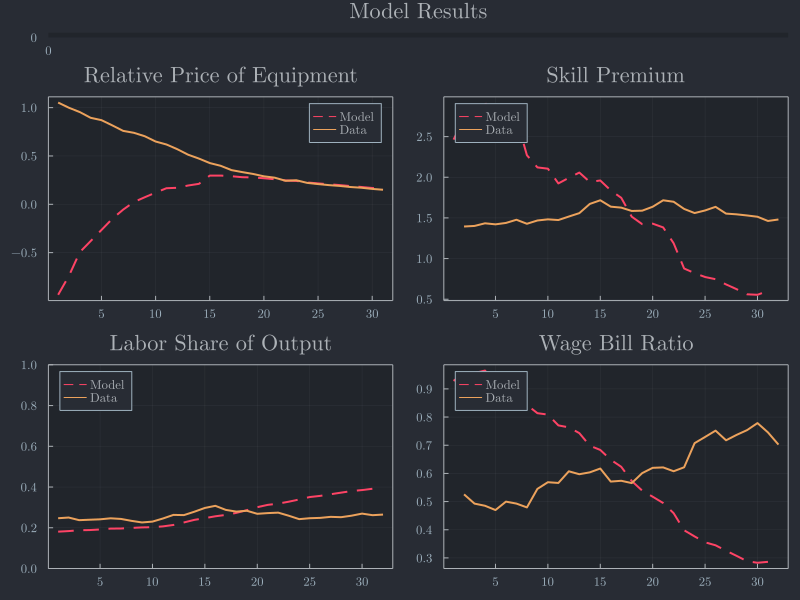 Model Results
0
0
Relative Price of Equipment
Model
Data
1.0
0.5
0.0
−0.5
5 10 15 20 25 30
Skill Premium
Model
Data
2.5
2.0
1.5
1.0
0.5
5 10 15 20 25 30
Labor Share of Output
Model
Data
1.0
0.8
0.6
0.4
0.2
0.0
5 10 15 20 25 30
Wage Bill Ratio
Model
Data
0.9
0.8
0.7
0.6
0.5
0.4
0.3
5 10 15 20 25 30